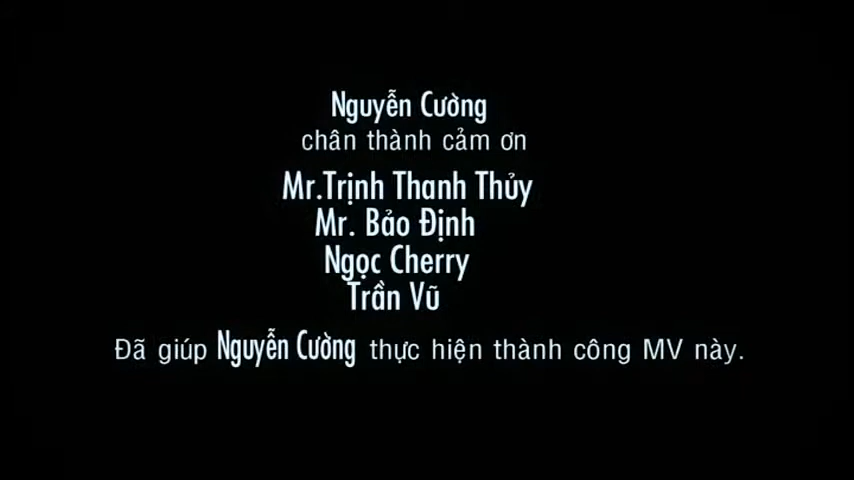 Nguyễn Cường
chân thành cảm ơn
Mr.Trịnh Thanh Thủy
Mr. Bảo Định
Ngọc Cherry
Trần Vũ
Đã giúp Nguyễn Cường thực hiện thành công MV này.